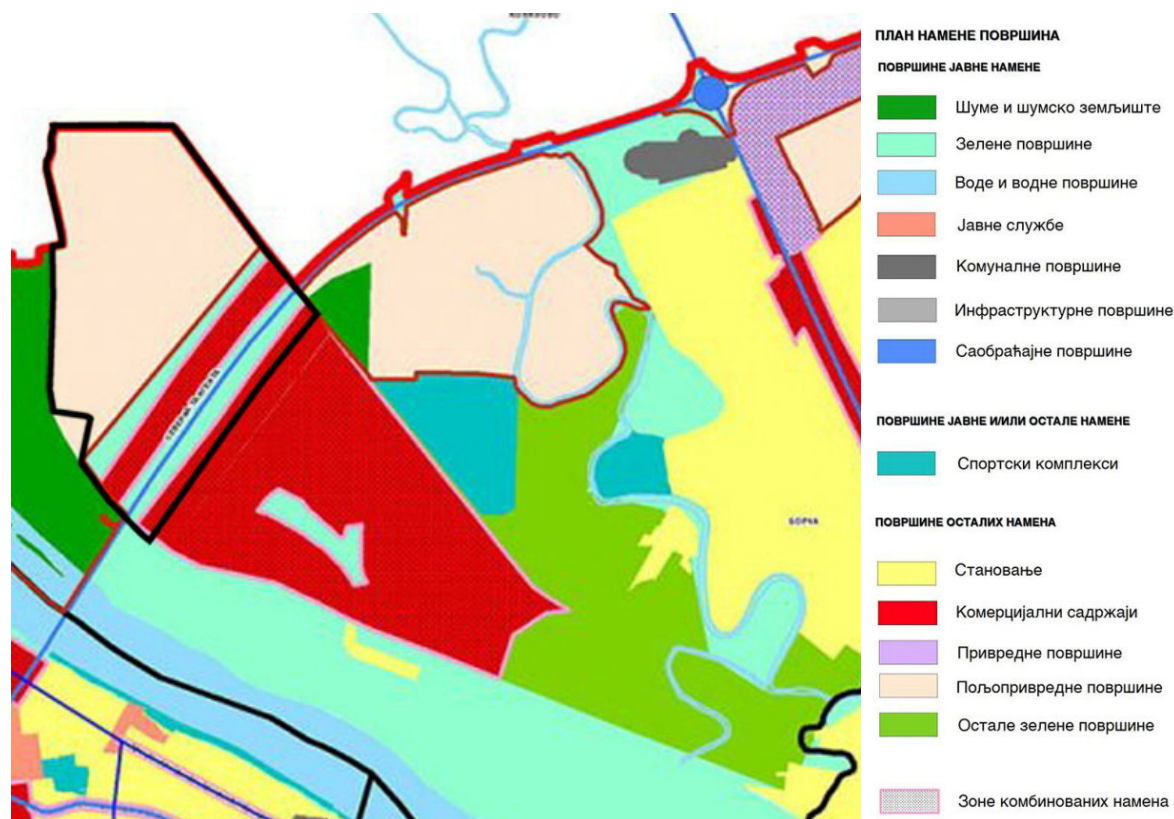 ПЛАН НАМЕНЕ ПОВРШИНА
ПОВРШИНЕ ЈАВНЕ НАМЕНЕ
Шуме и шумско земљиште
Зелене површине
Воде и водне површине
Јавне службе
Комуналне површине
Инфраструктурне површине
Саобраћајне површине
ПОВРШИНЕ ЈАВНЕ И/ИЛИ ОСТАЛЕ НАМЕНЕ
Спортски комплекси
ПОВРШИНЕ ОСТАЛИХ НАМЕНА
Становање
Комерцијални садржаји
Привредне површине
Пољопривредне површине
Остале зелене површине
Зоне комбинованих намена
БОРЧА